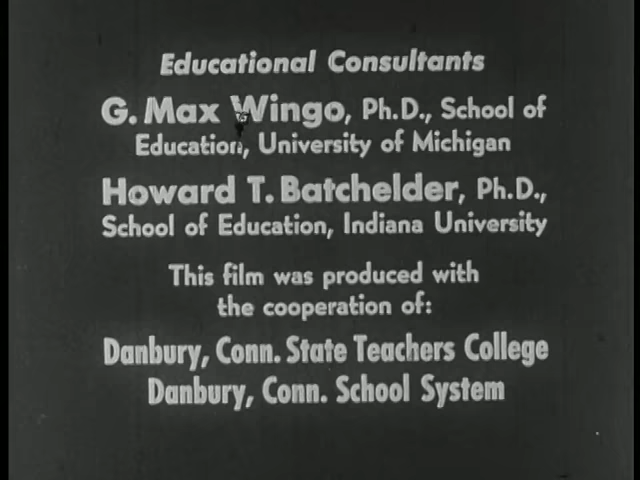 Educational Consultants
G. Max Wingo, Ph.D., School of
Education, University of Michigan
Howard T. Batchelder, Ph.D.,
School of Education, Indiana University
This film was produced with
the cooperation of:
Danbury, Conn. State Teachers College
Danbury, Conn. School System